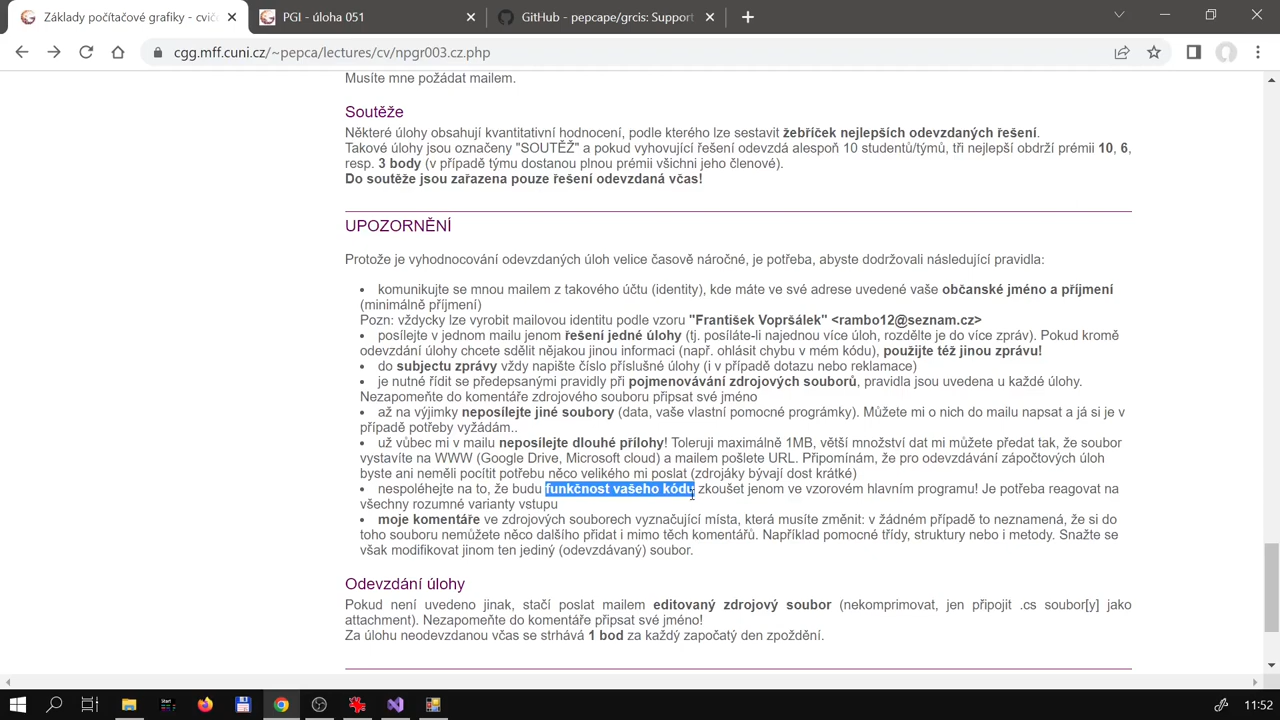 Základy počítačové grafiky - cvič
PGI - úloha 051
GitHub - pepcape/grcis: Support
cgg.mff.cuni.cz/~pepca/lectures/cv/npgr003.cz.php
Musíte mne požádat mailem.
Soutěže
Některé úlohy obsahují kvantitativní hodnocení, podle kterého lze sestavit žebříček nejlepších odevzdaných řešení.
Takové úlohy jsou označeny "SOUTĚŽ" a pokud vyhovující řešení odevzdá alespoň 10 studentů/týmů, tři nejlepší obdrží prémii 10, 6,
resp. 3 body (v případě týmu dostanou plnou prémii všichni jeho členové).
Do soutěže jsou zařazena pouze řešení odevzdaná včas!
UPOZORNĚNÍ
Protože je vyhodnocování odevzdaných úloh velice časově náročné, je potřeba, abyste dodržovali následující pravidla:
• komunikujte se mnou mailem z takového účtu (identity), kde máte ve své adrese uvedené vaše občanské jméno a příjmení
(minimálně příjmení)
Pozn: vždycky lze vyrobit mailovou identitu podle vzoru "František Vopršálek" <rambo12@seznam.cz>
• posílejte v jednom mailu jenom řešení jedné úlohy (tj. posíláte-li najednou více úloh, rozdělte je do více zpráv). Pokud kromě
odevzdání úlohy chcete sdělit nějakou jinou informaci (např. ohlásit chybu v mém kódu), použijte též jinou zprávu!
• do subjectu zprávy vždy napište číslo příslušné úlohy (i v případě dotazu nebo reklamace)
• je nutné řídit se předepsanými pravidly při pojmenovávání zdrojových souborů, pravidla jsou uvedena u každé úlohy.
Nezapomeňte do komentáře zdrojového souboru připsat své jméno
• až na výjimky neposílejte jiné soubory (data, vaše vlastní pomocné prográmky). Můžete mi o nich do mailu napsat a já si je v
případě potřeby vyžádám..
• už vůbec mi v mailu neposílejte dlouhé přílohy! Toleruji maximálně 1MB, větší množství dat mi můžete předat tak, že soubor
vystavíte na WWW (Google Drive, Microsoft cloud) a mailem pošlete URL. Připomínám, že pro odevzdávání zápočtových úloh
byste ani neměli pocítit potřebu něco velikého mi poslat (zdrojáky bývají dost krátké)
• nespoléhejte na to, že budu funkčnost vašeho kódu zkoušet jenom ve vzorovém hlavním programu! Je potřeba reagovat na
všechny rozumné varianty vstupu
• moje komentáře ve zdrojových souborech vyznačující místa, která musíte změnit: v žádném případě to neznamená, že si do
toho souboru nemůžete něco dalšího přidat i mimo těch komentářů. Například pomocné třídy, struktury nebo i metody. Snažte se
však modifikovat jinom ten jediný (odevzdávaný) soubor.
Odevzdání úlohy
Pokud není uvedeno jinak, stačí poslat mailem editovaný zdrojový soubor (nekomprimovat, jen připojit .cs soubor[y] jako
attachment). Nezapomeňte do komentáře připsat své jméno!
Za úlohu neodevzdanou včas se strhává 1 bod za každý započatý den zpoždění.
Start
11:52